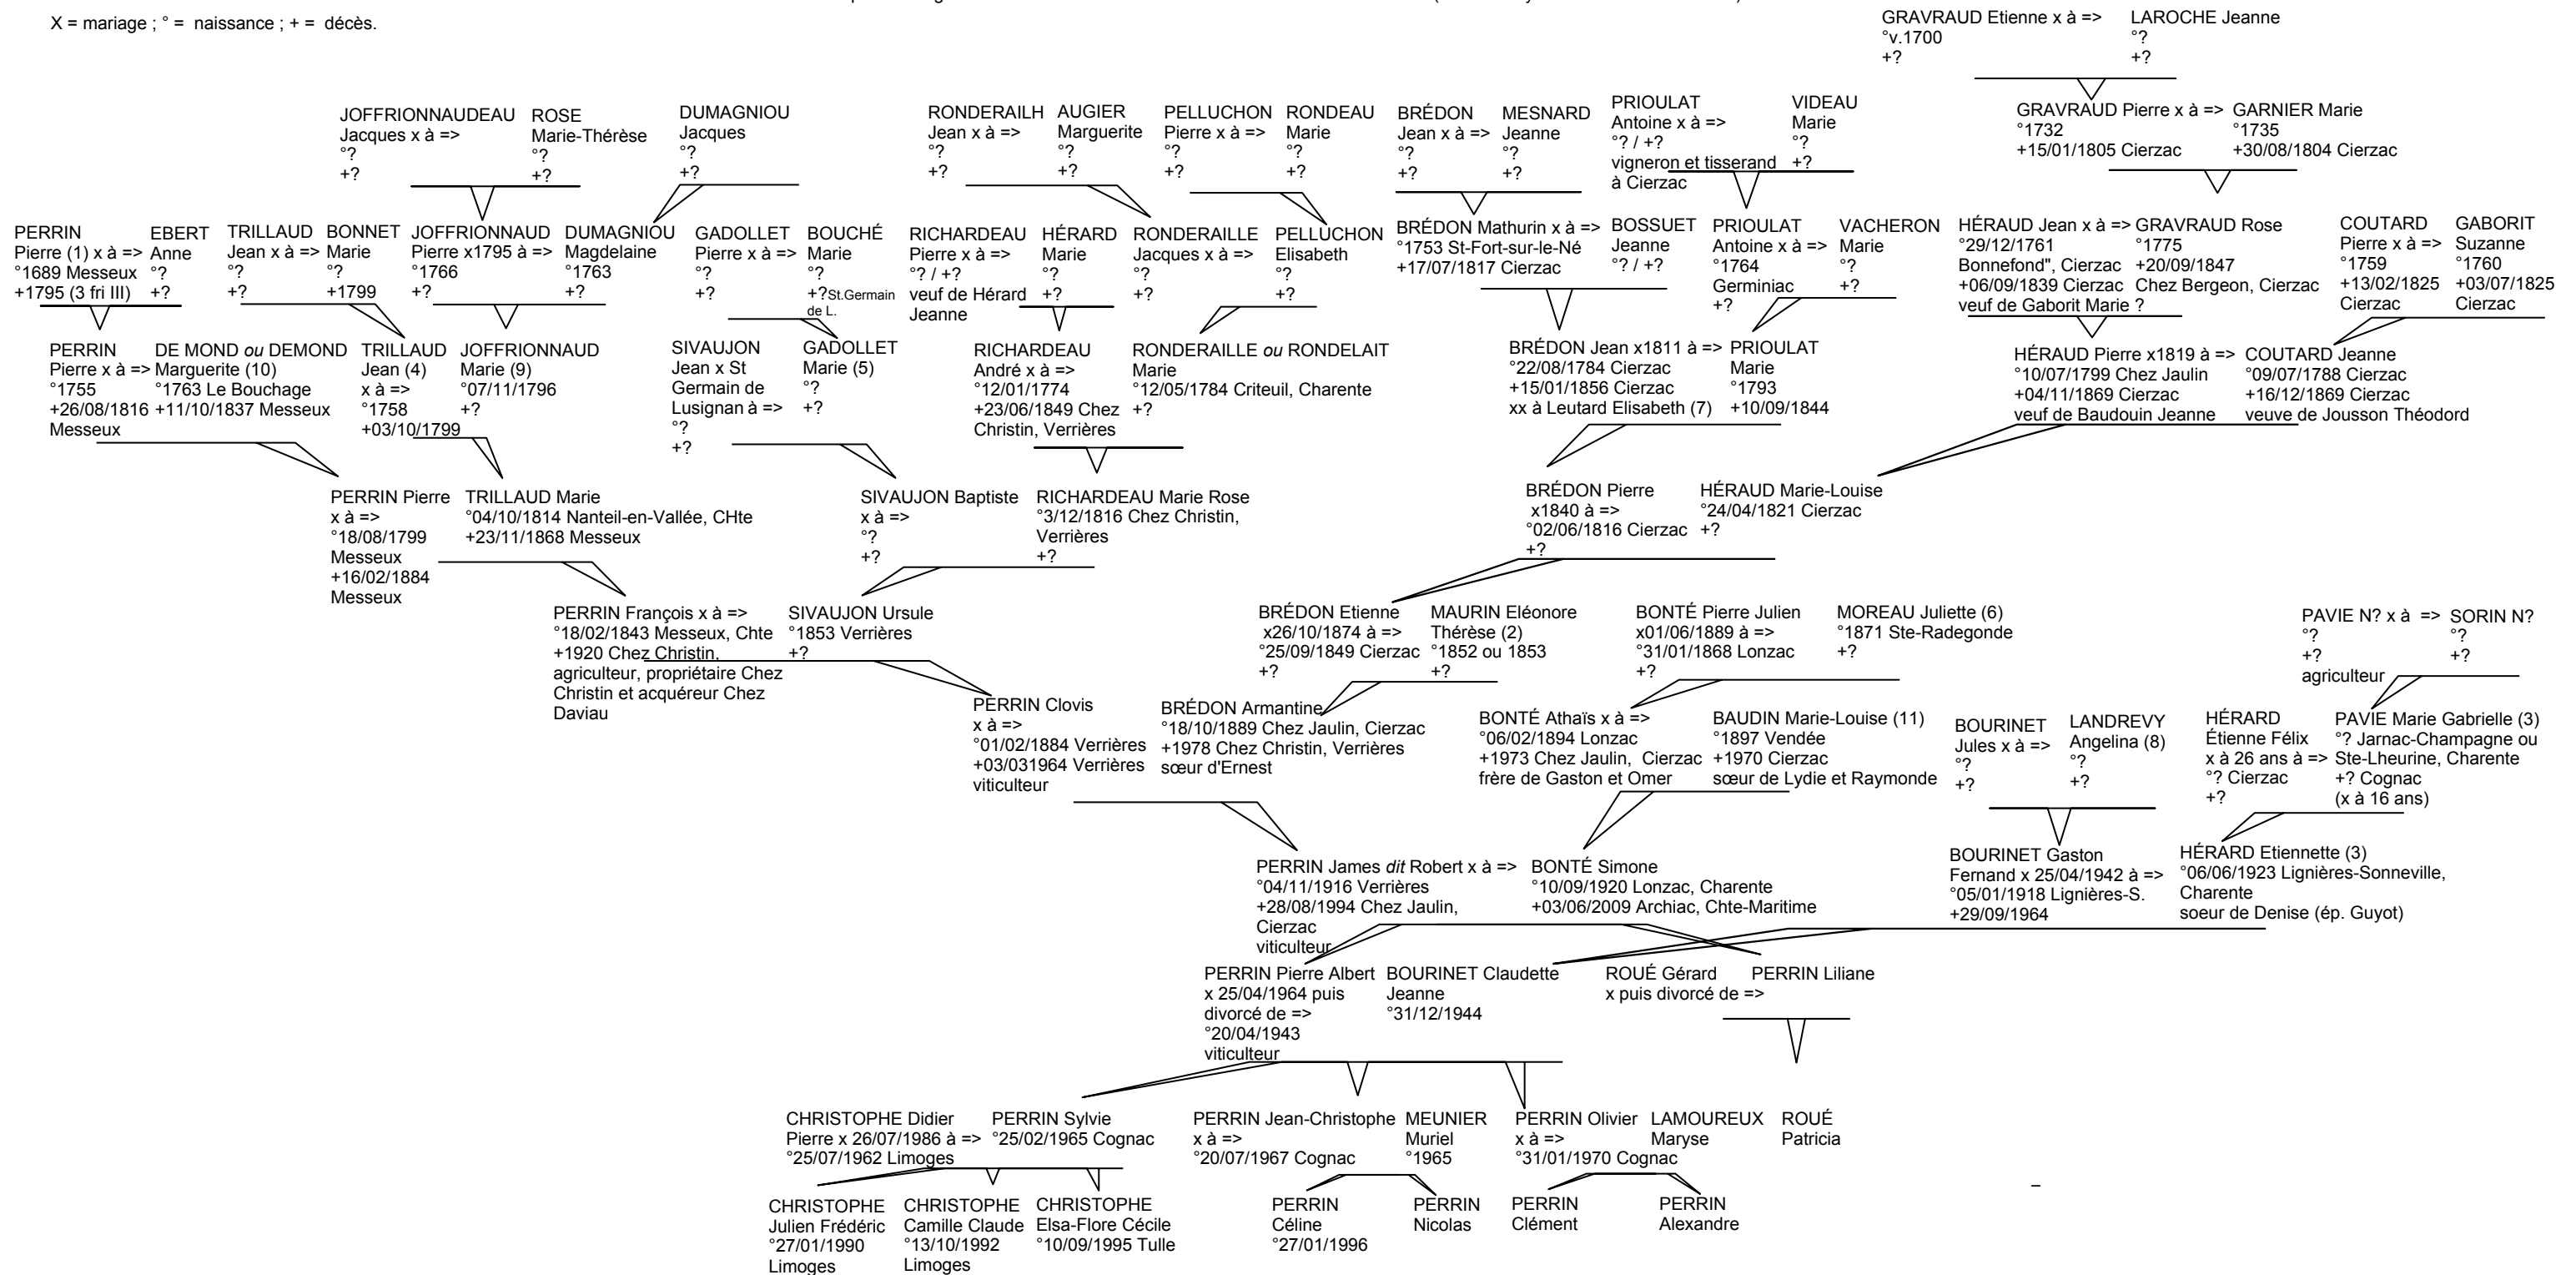 X = mariage ; ° = naissance ; + = décès.
GRAVRAUD Etienne x à =>
°v.1700
+?
LAROCHE Jeanne
°?
+?
JOFFRIONNAUDEAU
Jacques x à =>
°?
+?
ROSE
Marie-Thérèse
°?
+?
DUMAGNIOU
Jacques
°?
+?
RONDERAILH
Jean x à =>
°?
+?
AUGIER
Marguerite
°?
+?
PELLUCHON
Pierre x à =>
°?
+?
RONDEAU
Marie
°?
+?
BRÉDON
Jean x à =>
°?
+?
MESNARD
Jeanne
°?
+?
PRIOULAT
Antoine x à =>
°? / +?
vigneron et tisserand
à Cierzac
VIDEAU
Marie
°?
+?
GRAVRAUD Pierre x à =>
°1732
+15/01/1805 Cierzac
GARNIER Marie
°1735
+30/08/1804 Cierzac
PERRIN
Pierre (1) x à =>
°1689 Messeux
+1795 (3 fri III)
EBERT
Anne
°?
+?
TRILLAUD
Jean x à =>
°?
+?
BONNET
Marie
°?
+1799
JOFFRIONNAUD
Pierre x1795 à =>
°1766
+?
DUMAGNIOU
Magdelaine
°1763
+?
GADOLLET
Pierre x à =>
°?
+?
BOUCHÉ
Marie
°?
+?St.Germain
de L.
RICHARDEAU
Pierre x à =>
°? / +?
veuf de Hérard
Jeanne
HÉRARD
Marie
°?
+?
RONDERAILLE
Jacques x à =>
°?
+?
PELLUCHON
Elisabeth
°?
+?
BRÉDON Mathurin x à =>
°1753 St-Fort-sur-le-Né
+17/07/1817 Cierzac
BOSSUET
Jeanne
°? / +?
PRIOULAT
Antoine x à =>
°1764
Germiniac
+?
VACHERON
Marie
°?
+?
HÉRAUD Jean x à =>
°29/12/1761
Bonnefond", Cierzac
+06/09/1839 Cierzac
veuf de Gaborit Marie ?
GRAVRAUD Rose
°1775
+20/09/1847
Chez Bergeon, Cierzac
COUTARD
Pierre x à =>
°1759
+13/02/1825
Cierzac
GABORIT
Suzanne
°1760
+03/07/1825
Cierzac
PERRIN
Pierre x à =>
°1755
+26/08/1816
Messeux
DE MOND ou DEMOND
Marguerite (10)
°1763 Le Bouchage
+11/10/1837 Messeux
TRILLAUD
Jean (4)
x à =>
°1758
+03/10/1799
JOFFRIONNAUD
Marie (9)
°07/11/1796
+?
SIVAUJON
Jean x St
Germain de
Lusignan à =>
°?
+?
GADOLLET
Marie (5)
°?
+?
RICHARDEAU
André x à =>
°12/01/1774
+23/06/1849 Chez
Christin, Verrières
RONDERAILLE ou RONDELAIT
Marie
°12/05/1784 Criteuil, Charente
+?
BRÉDON Jean x1811 à =>
°22/08/1784 Cierzac
+15/01/1856 Cierzac
xx à Leutard Elisabeth (7)
PRIOULAT
Marie
°1793
+10/09/1844
HÉRAUD Pierre x1819 à =>
°10/07/1799 Chez Jaulin
+04/11/1869 Cierzac
veuf de Baudouin Jeanne
COUTARD Jeanne
°09/07/1788 Cierzac
+16/12/1869 Cierzac
veuve de Jousson Théodord
PERRIN Pierre
x à =>
°18/08/1799
Messeux
+16/02/1884
Messeux
TRILLAUD Marie
°04/10/1814 Nanteil-en-Vallée, CHte
+23/11/1868 Messeux
SIVAUJON Baptiste
x à =>
°?
+?
RICHARDEAU Marie Rose
°3/12/1816 Chez Christin,
Verrières
+?
BRÉDON Pierre
x1840 à =>
°02/06/1816 Cierzac
+?
HÉRAUD Marie-Louise
°24/04/1821 Cierzac
+?
PERRIN François x à =>
°18/02/1843 Messeux, Chte
+1920 Chez Christin,
agriculteur, propriétaire Chez
Christin et acquéreur Chez
Daviau
SIVAUJON Ursule
°1853 Verrières
+?
BRÉDON Etienne
x26/10/1874 à =>
°25/09/1849 Cierzac
+?
MAURIN Eléonore
Thérèse (2)
°1852 ou 1853
+?
BONTÉ Pierre Julien
x01/06/1889 à =>
°31/01/1868 Lonzac
+?
MOREAU Juliette (6)
°1871 Ste-Radegonde
+?
PAVIE N? x à =>
°?
+?
agriculteur
SORIN N?
°?
+?
PERRIN Clovis
x à =>
°01/02/1884 Verrières
+03/031964 Verrières
viticulteur
BRÉDON Armantine
°18/10/1889 Chez Jaulin, Cierzac
+1978 Chez Christin, Verrières
sœur d'Ernest
BONTÉ Athaïs x à =>
°06/02/1894 Lonzac
+1973 Chez Jaulin, Cierzac
frère de Gaston et Omer
BAUDIN Marie-Louise (11)
°1897 Vendée
+1970 Cierzac
sœur de Lydie et Raymonde
BOURINET
Jules x à =>
°?
+?
LANDREVY
Angelina (8)
°?
+?
HÉRARD
Étienne Félix
x à 26 ans à =>
°? Cierzac
+?
PAVIE Marie Gabrielle (3)
°? Jarnac-Champagne ou
Ste-Lheurine, Charente
+? Cognac
(x à 16 ans)
PERRIN James dit Robert x à =>
°04/11/1916 Verrières
+28/08/1994 Chez Jaulin,
Cierzac
viticulteur
BONTÉ Simone
°10/09/1920 Lonzac, Charente
+03/06/2009 Archiac, Chte-Maritime
BOURINET Gaston
Fernand x 25/04/1942 à =>
°05/01/1918 Lignières-S.
+29/09/1964
HÉRARD Etiennette (3)
°06/06/1923 Lignières-Sonneville,
Charente
soeur de Denise (ép. Guyot)
PERRIN Pierre Albert
x 25/04/1964 puis
divorcé de =>
°20/04/1943
viticulteur
BOURINET Claudette
Jeanne
°31/12/1944
ROUÉ Gérard
x puis divorcé de =>
PERRIN Liliane
CHRISTOPHE Didier
Pierre x 26/07/1986 à =>
°25/07/1962 Limoges
PERRIN Sylvie
°25/02/1965 Cognac
PERRIN Jean-Christophe
x à =>
°20/07/1967 Cognac
MEUNIER
Muriel
°1965
PERRIN Olivier
x à =>
°31/01/1970 Cognac
LAMOUREUX
Maryse
ROUÉ
Patricia
CHRISTOPHE
Julien Frédéric
°27/01/1990
Limoges
CHRISTOPHE
Camille Claude
°13/10/1992
Limoges
CHRISTOPHE
Elsa-Flore Cécile
°10/09/1995 Tulle
PERRIN
Céline
°27/01/1996
PERRIN
Nicolas
PERRIN
Clément
PERRIN
Alexandre
–